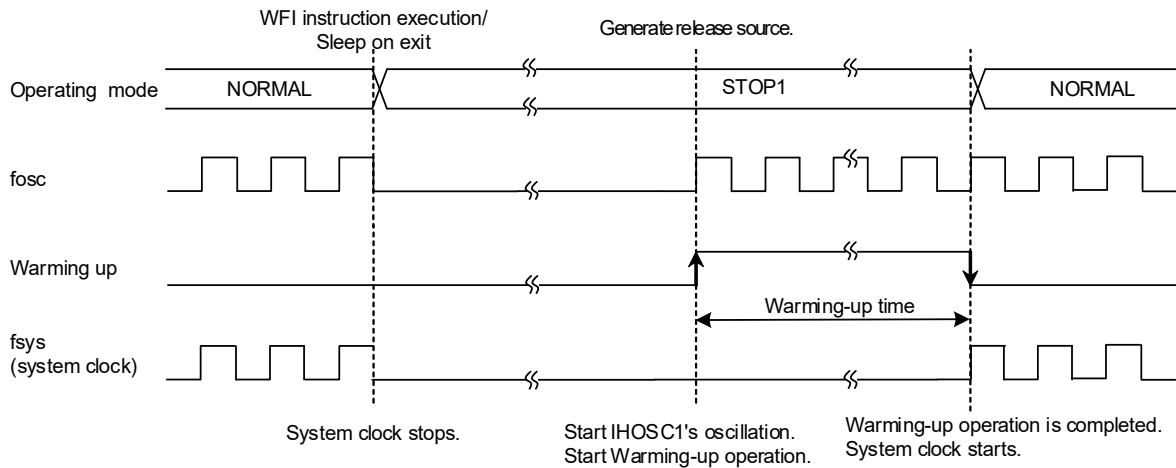 WFI instruction execution/
Sleep on exit
Generate release source.
Operating mode
NORMAL
STOP1
NORMAL
fosc
Warming up
Warming-up time
fsys
(system clock)
System clock stops.
Start IHOSC1's oscillation.
Start Warming-up operation.
Warming-up operation is completed.
System clock starts.